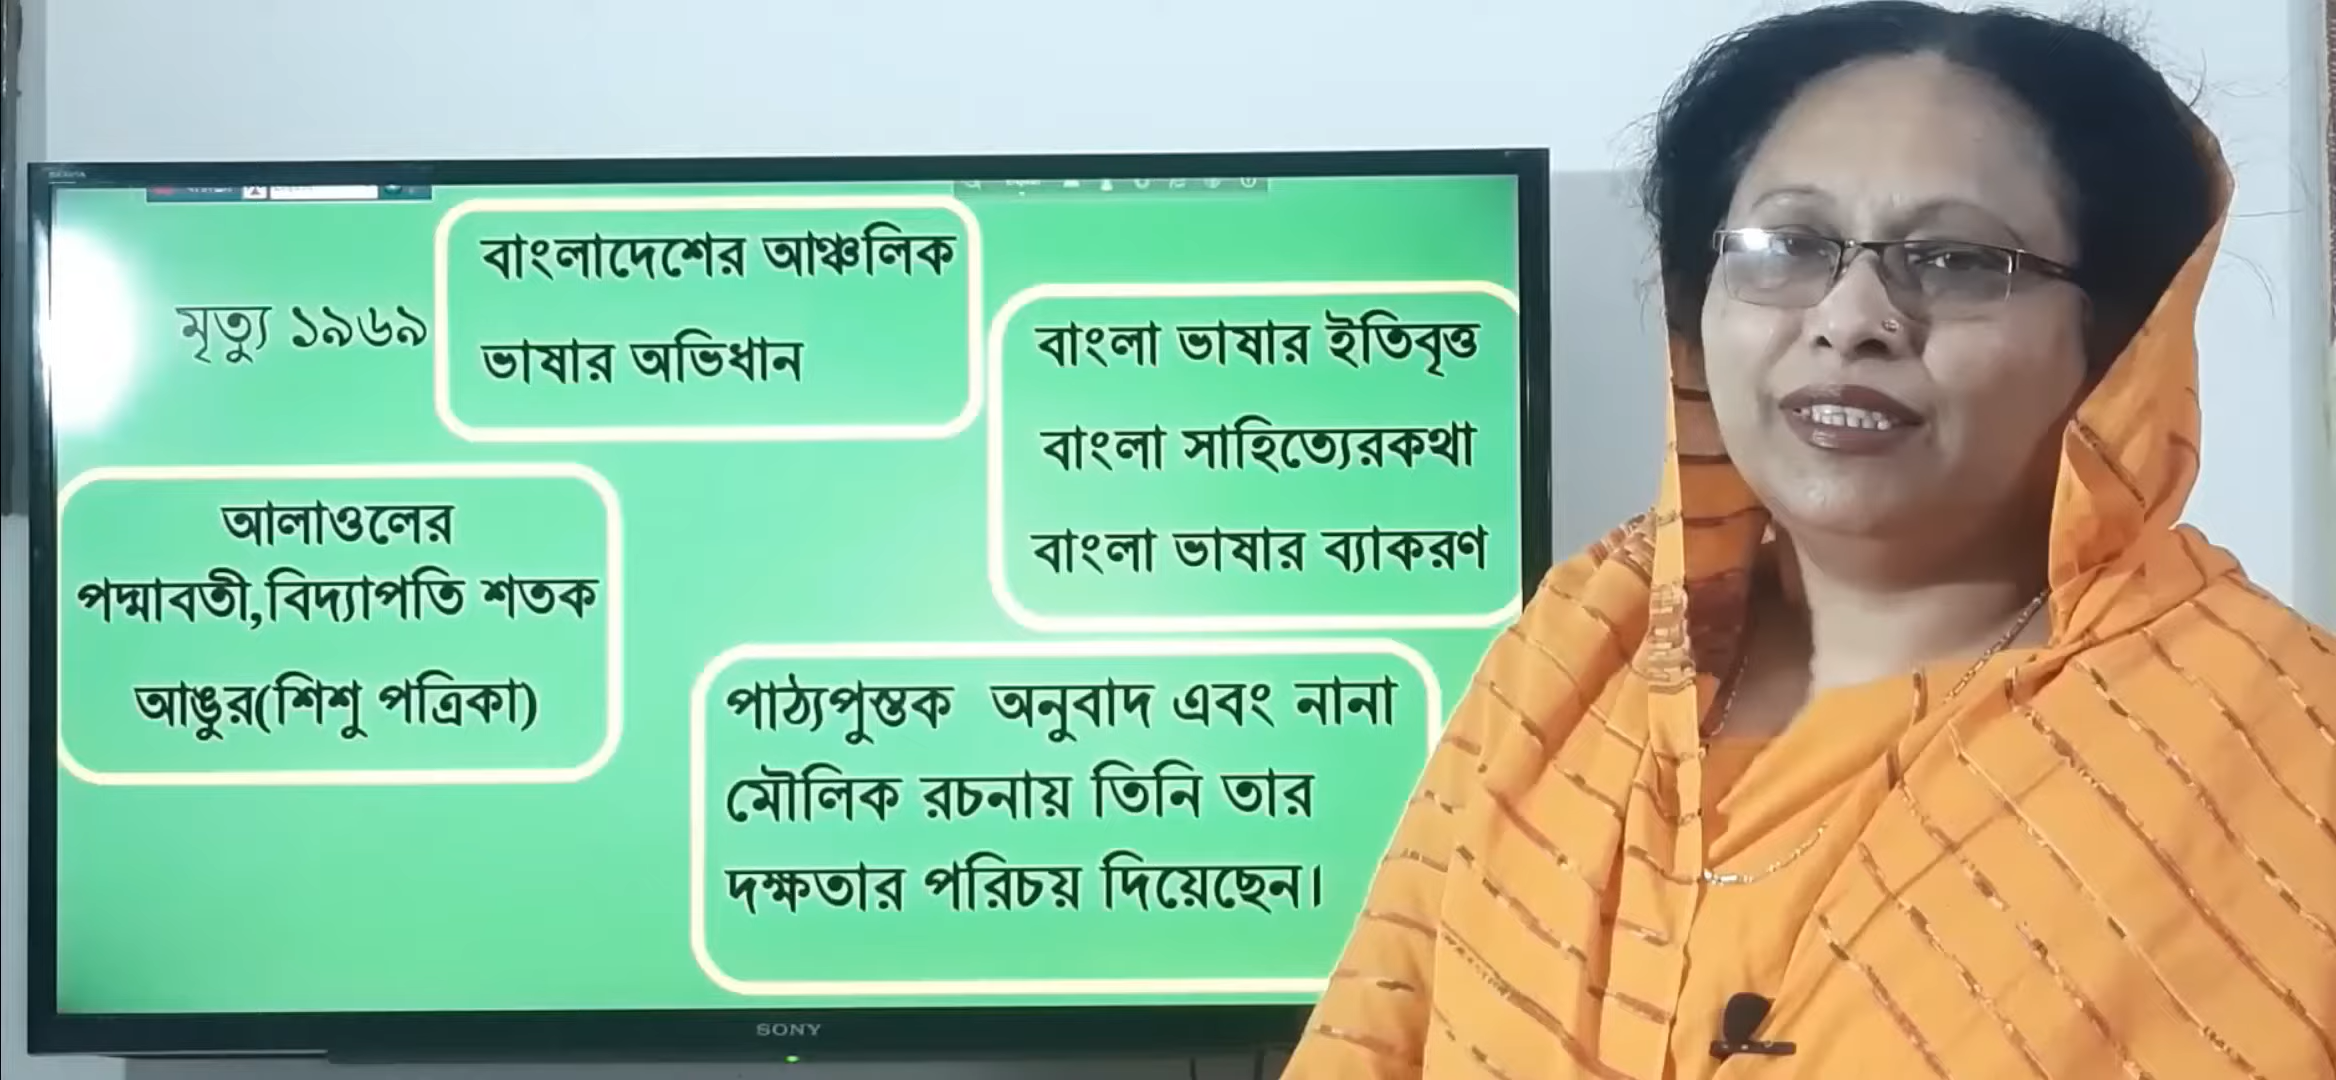 মৃত্যু ১৯৬৯
বাংলাদেশের আঞ্চলিক
ভাষার অভিধান
বাংলা ভাষার ইতিবৃত্ত
বাংলা সাহিত্যেরকথা
বাংলা ভাষার ব্যাকরণ
আলাওলের
পদ্মাবতী,বিদ্যাপতি শতক
আঙুর(শিশু পত্রিকা)
পাঠ্যপুস্তক অনুবাদ এবং নানা
মৌলিক রচনায় তিনি তার
দক্ষতার পরিচয় দিয়েছেন।
SONY